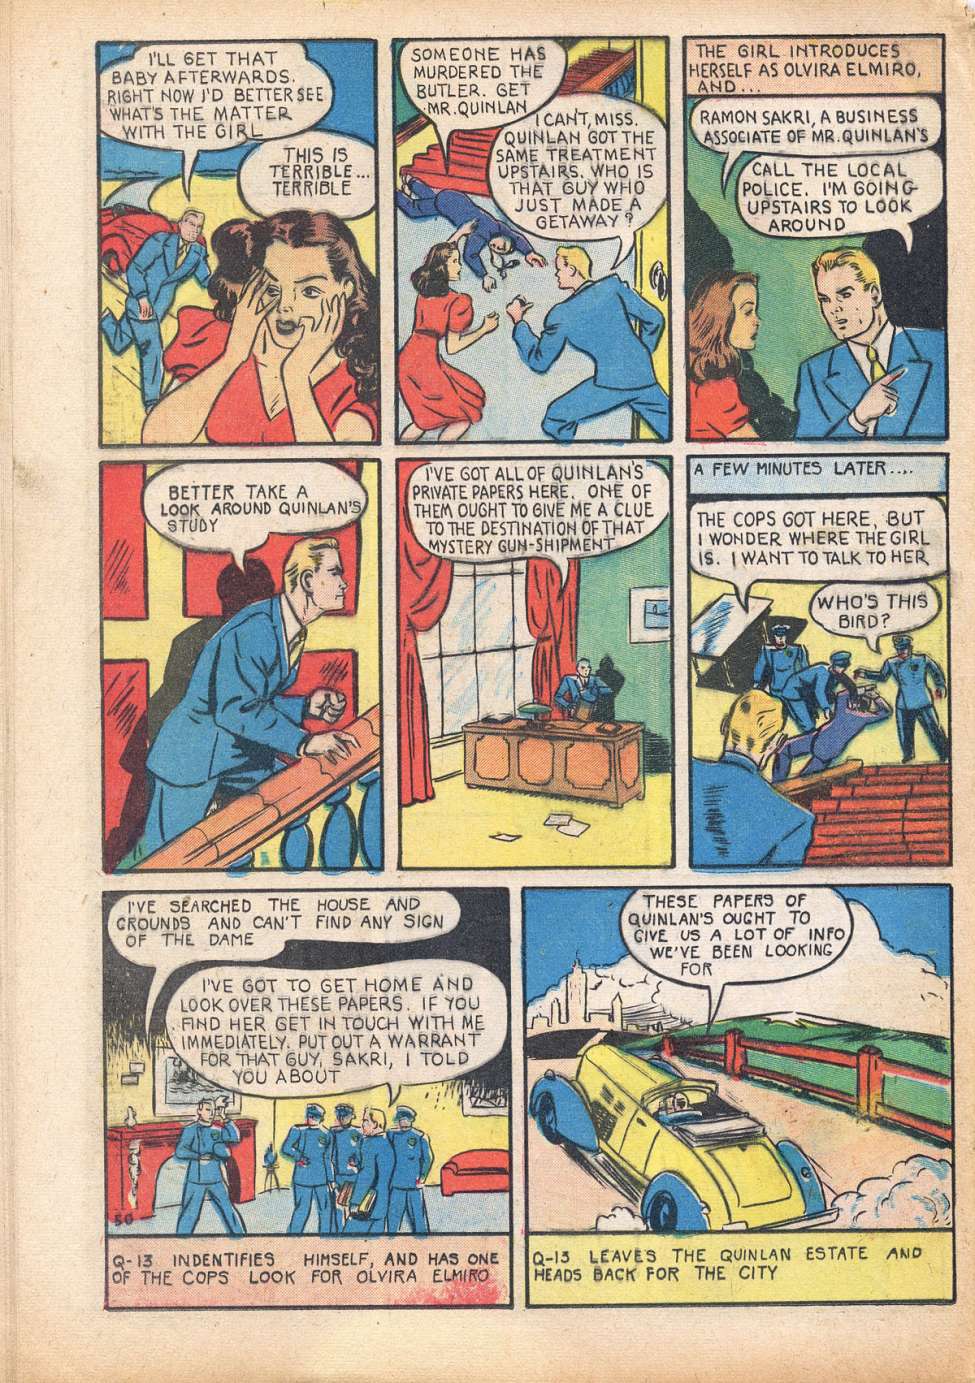 I'LL GET THAT
BABY AFTERWARDS.
RIGHT NOW I'D BETTER SEE
WHAT'S THE MATTER
WITH THE GIRL
THIS IS
TERRIBLE...
TERRIBLE
SOMEONE HAS
MURDERED THE
BUTLER. GET
MR. QUINLAN
I CAN'T, MISS.
QUINLAN GOT THE
SAME TREATMENT
UPSTAIRS. WHO IS
THAT GUY WHO
JUST MADE A
GETAWAY?
THE GIRL INTRODUCES
HERSELF AS OLVIRA ELMIRO,
AND...
RAMON SAKRI, A BUSINESS
ASSOCIATE OF MR. QUINLAN'S
CALL THE LOCAL
POLICE. I'M GOING
UPSTAIRS TO LOOK
AROUND
BETTER TAKE A
LOOK AROUND QUINLAN'S
STUDY
I'VE GOT ALL OF QUINLAN'S
PRIVATE PAPERS HERE. ONE OF
THEM OUGHT TO GIVE ME A CLUE
TO THE DESTINATION OF THAT
MYSTERY GUN-SHIPMENT
A FEW MINUTES LATER....
THE COPS GOT HERE, BUT
I WONDER WHERE THE GIRL
IS. I WANT TO TALK TO HER
WHO'S THIS
BIRD?
I'VE SEARCHED THE HOUSE AND
GROUNDS AND CAN'T FIND ANY SIGN
OF THE DAME
I'VE GOT TO GET HOME AND
LOOK OVER THESE PAPERS. IF YOU
FIND HER GET IN TOUCH WITH ME
IMMEDIATELY. PUT OUT A WARRANT
FOR THAT GUY, SAKRI, I TOLD
YOU ABOUT
50
Q-13 INDENTIFIES HIMSELF, AND HAS ONE
OF THE COPS LOOK FOR OLVIRA ELMIRO
THESE PAPERS OF
QUINLAN'S OUGHT TO
GIVE US A LOT OF INFO
WE'VE BEEN LOOKING
FOR
Q-13 LEAVES THE QUINLAN ESTATE AND
HEADS BACK FOR THE CITY